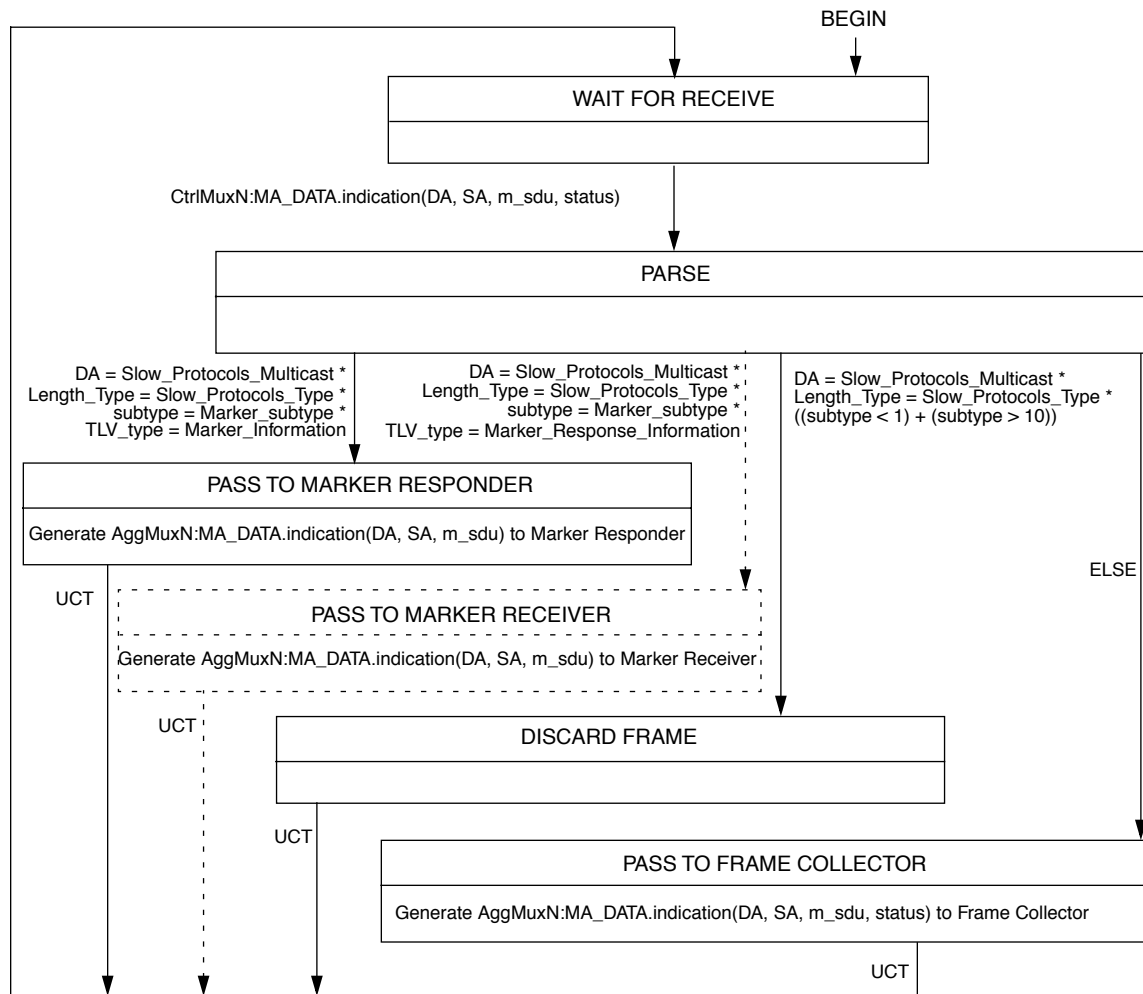 BEGIN
WAIT FOR RECEIVE
CtrlMuxN:MA_DATA.indication(DA, SA, m_sdu, status)
PARSE
DA = Slow_Protocols_Multicast *
Length_Type = Slow_Protocols_Type *
subtype = Marker_subtype *
TLV_type = Marker_Information
DA = Slow_Protocols_Multicast *
Length_Type = Slow_Protocols_Type *
subtype = Marker_subtype *
TLV_type = Marker_Response_Information
DA = Slow_Protocols_Multicast *
Length_Type = Slow_Protocols_Type *
((subtype < 1) + (subtype > 10))
PASS TO MARKER RESPONDER
Generate AggMuxN:MA_DATA.indication(DA, SA, m_sdu) to Marker Responder
ELSE
UCT
PASS TO MARKER RECEIVER
Generate AggMuxN:MA_DATA.indication(DA, SA, m_sdu) to Marker Receiver
UCT
DISCARD FRAME
UCT
PASS TO FRAME COLLECTOR
Generate AggMuxN:MA_DATA.indication(DA, SA, m_sdu, status) to Frame Collector
UCT